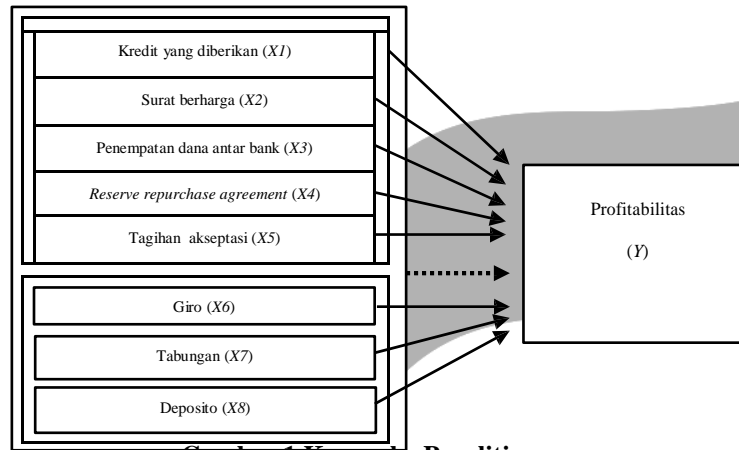 Kredit yang diberikan (X1)
Surat berharga (X2)
Penempatan dana antar bank (X3)
Reserve repurchase agreement (X4)
Tagihan akseptasi (X5)
Giro (X6)
Tabungan (X7)
Deposito (X8)
Profitabilitas
(Y)